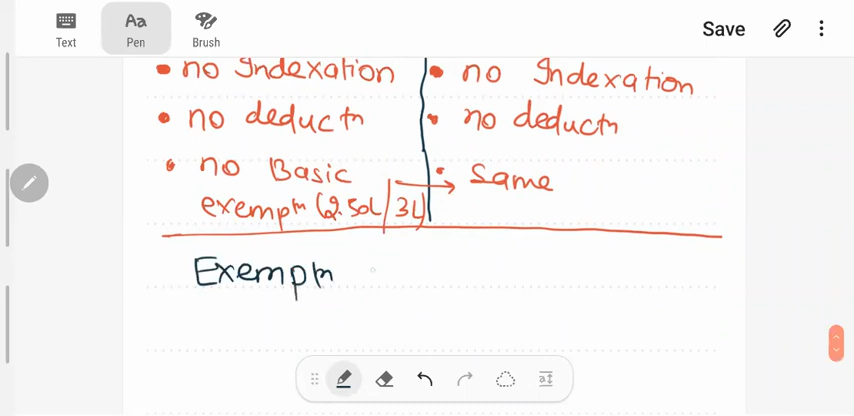 Aa
Text
Pen
Brush
Save
• no Indexation
• no Indexation
• no deductn
• no deductn
• no Basic
exemptn (2.50L/3L)
• Same
Exemptn